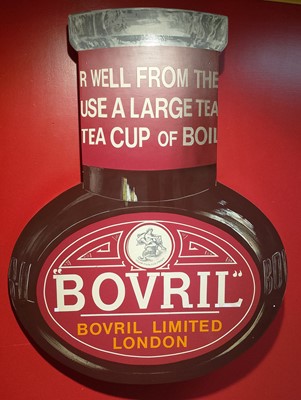 R WELL FROM THE
USE A LARGE TEA
TEA CUP OF BOIL
"BOVRIL"
BOVRIL LIMITED
LONDON